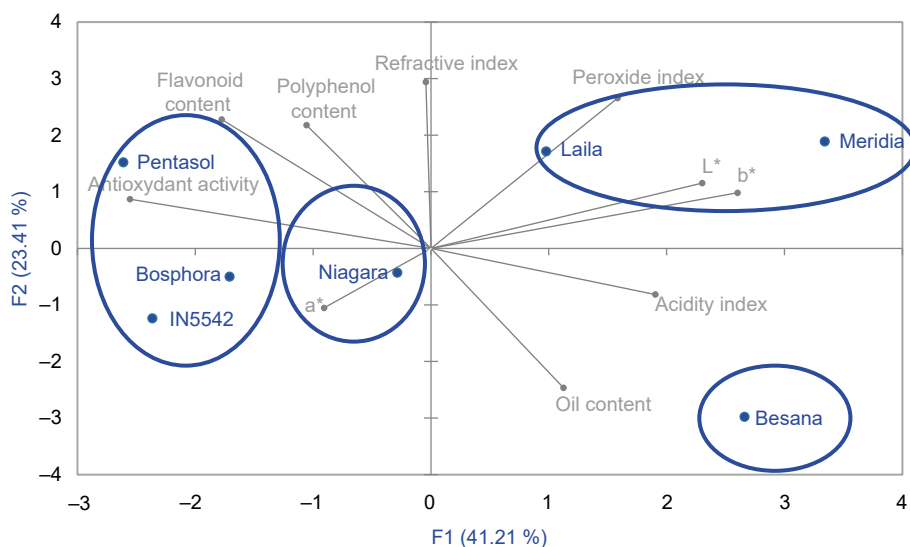 4
3
2
1
0
–1
–2
–3
–4
F2 (23.41 %)
Refractive index
Peroxide index
Flavonoid
content
Polyphenol
content
Pentasol
Laila
Meridia
Antioxydant activity
L*
b*
Bosphora
Niagara
a*
IN5542
Acidity index
Oil content
Besana
–3
–2
–1
0
1
2
3
4
F1 (41.21 %)